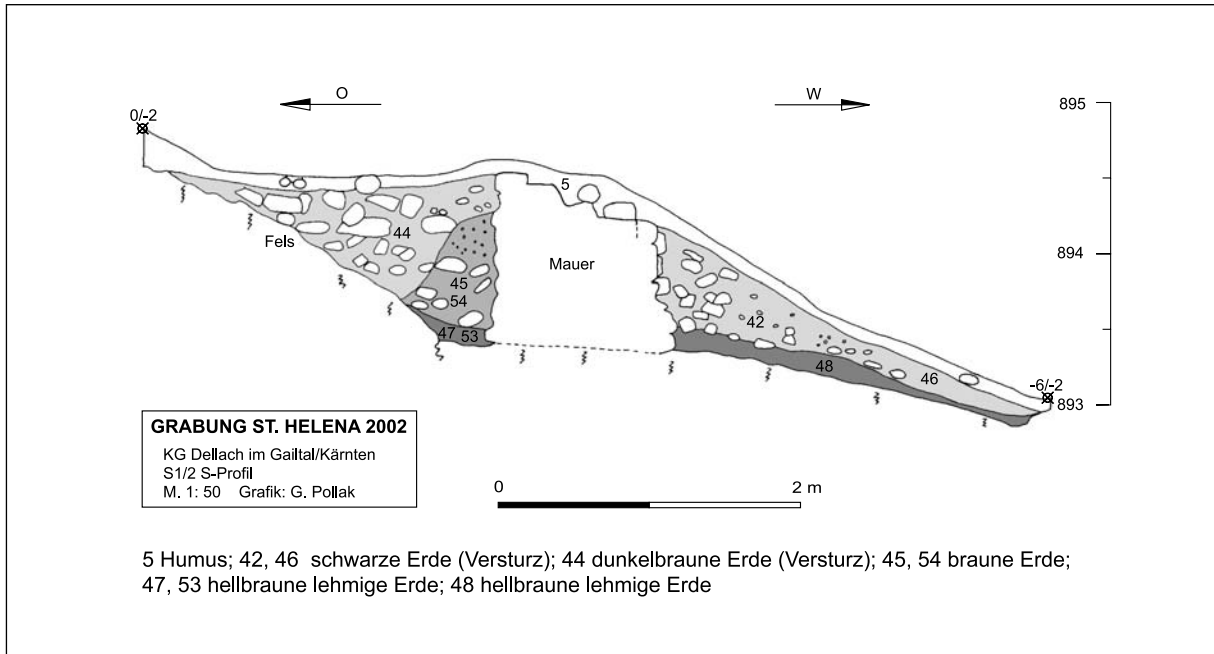 O
W
895
0/-2
5
44
Fels
894
Mauer
45
54
42
47 53
48
46
-6/-2
893
GRABUNG ST. HELENA 2002
KG Dellach im Gailtal/Kärnten
S1/2 S-Profil
M. 1: 50 Grafik: G. Pollak
0
2 m
5 Humus; 42, 46 schwarze Erde (Versturz); 44 dunkelbraune Erde (Versturz); 45, 54 braune Erde;
47, 53 hellbraune lehmige Erde; 48 hellbraune lehmige Erde